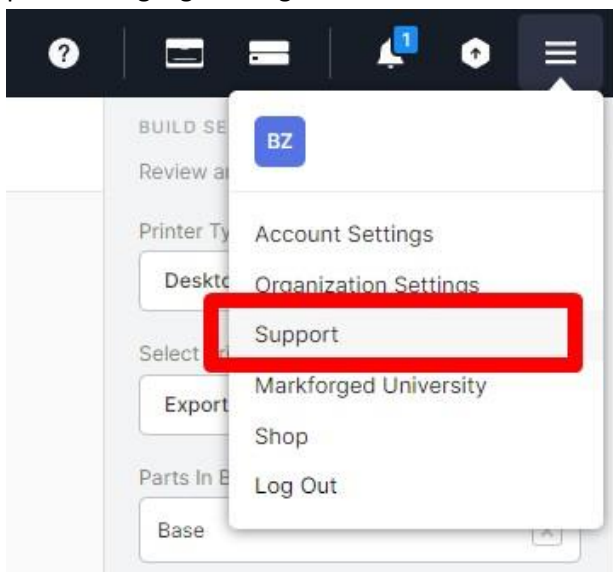 1
BUILD SE
BZ
Review a
Printer Ty
Account Settings
Deskto
Organization Settings
Support
Select
Markforged University
Export
Shop
Parts In B
Log Out
Base